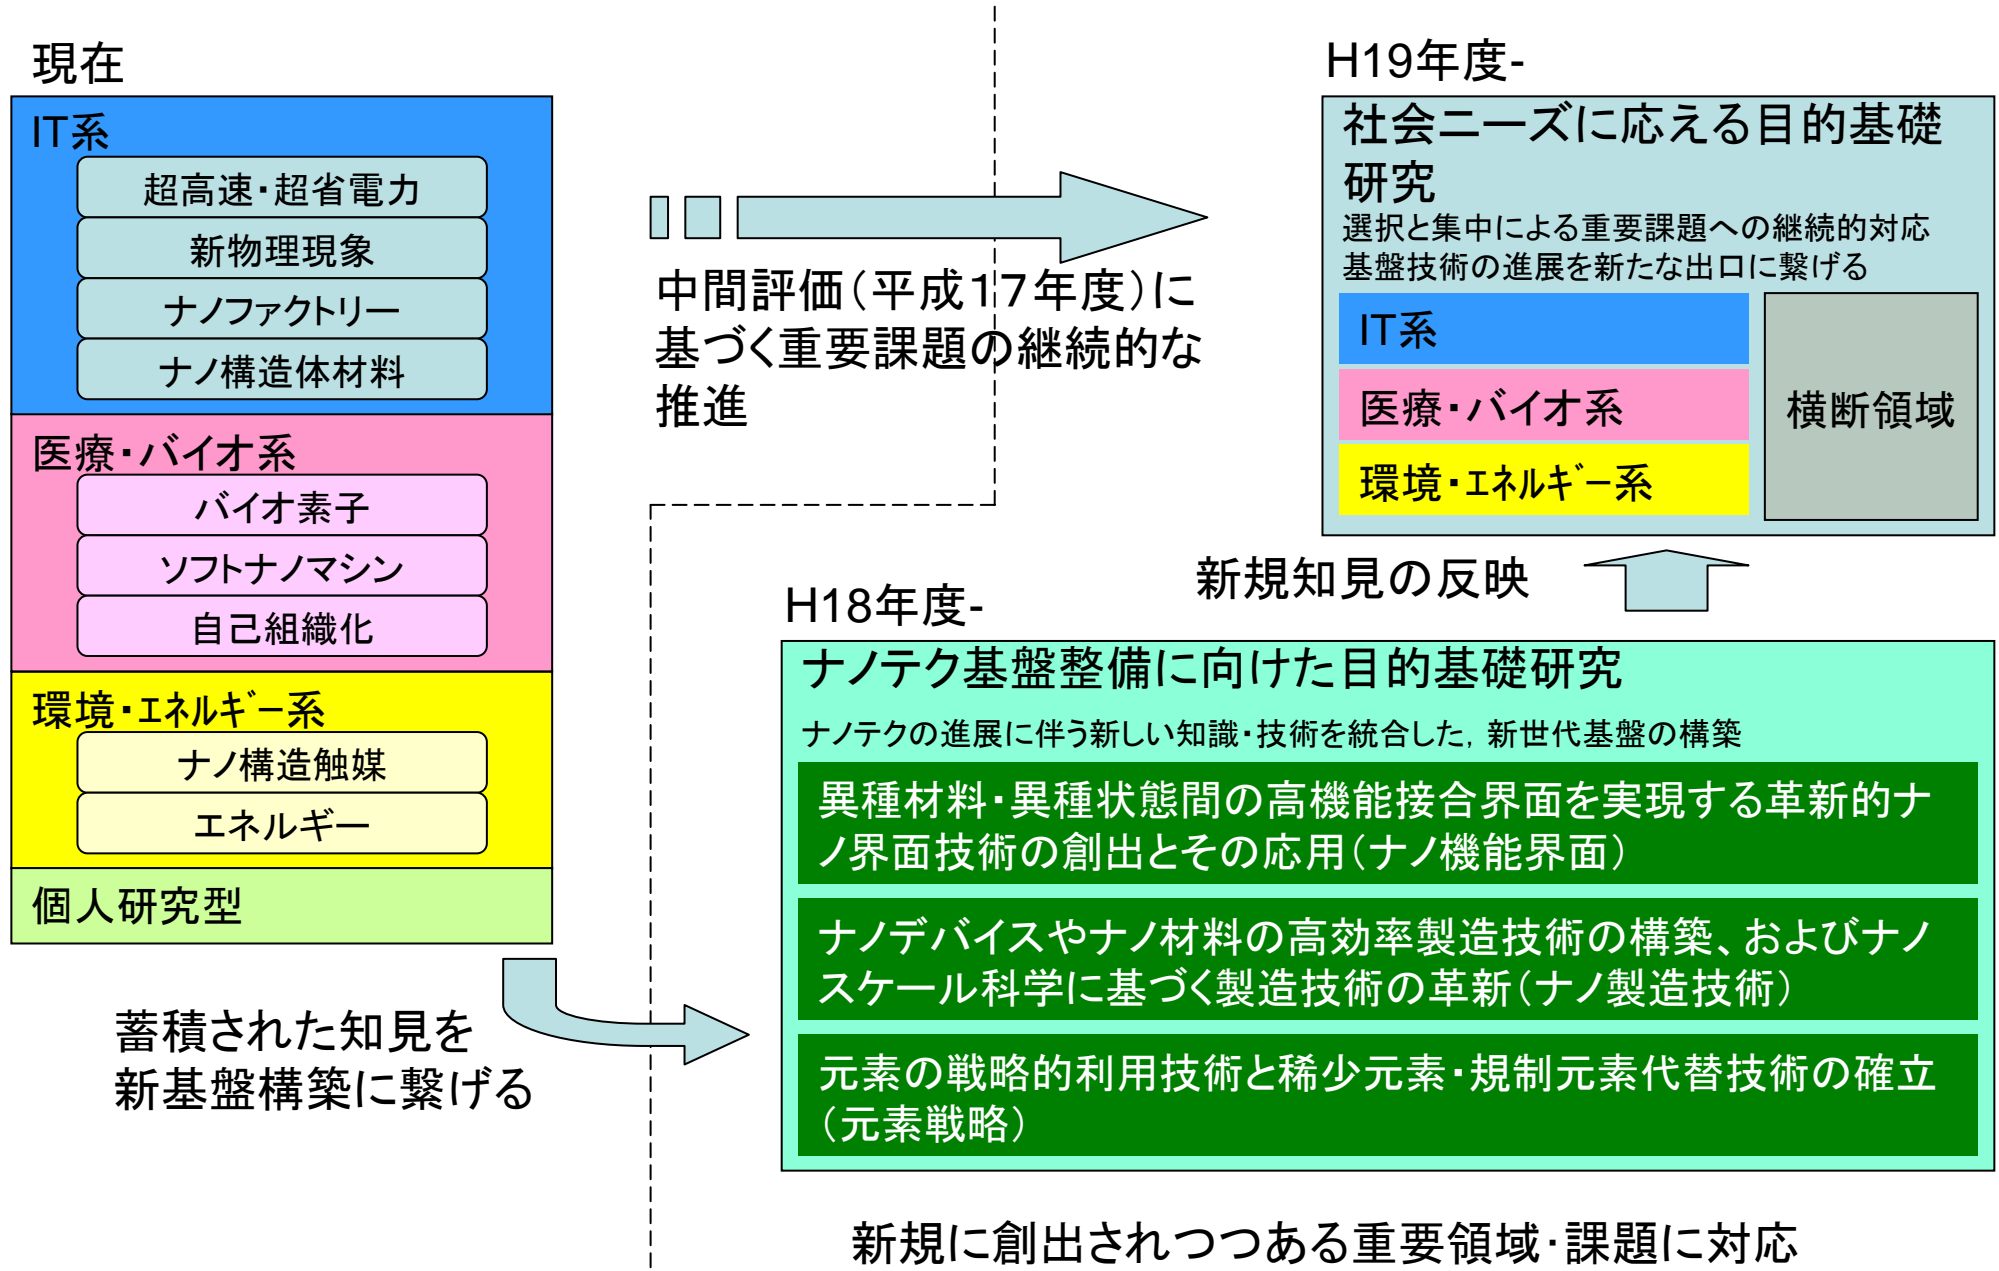 現在
IT系
超高速・超省電力
新物理現象
ナノファクトリー
ナノ構造体材料
医療・バイオ系
バイオ素子
ソフトナノマシン
自己組織化
環境・エネルギー系
ナノ構造触媒
エネルギー
個人研究型
蓄積された知見を
新基盤構築に繋げる
中間評価（平成１７年度）に
基づく重要課題の継続的な
推進
H19年度-
社会ニーズに応える目的基礎
研究
選択と集中による重要課題への継続的対応
基盤技術の進展を新たな出口に繋げる
IT系
医療・バイオ系
環境・ｴﾈﾙｷﾞｰ系
横断領域
新規知見の反映
H18年度-
ナノテク基盤整備に向けた目的基礎研究
ナノテクの進展に伴う新しい知識・技術を統合した，新世代基盤の構築
異種材料・異種状態間の高機能接合界面を実現する革新的ナ
ノ界面技術の創出とその応用（ナノ機能界面）
ナノデバイスやナノ材料の高効率製造技術の構築、およびナノ
スケール科学に基づく製造技術の革新（ナノ製造技術）
元素の戦略的利用技術と稀少元素・規制元素代替技術の確立
（元素戦略）
新規に創出されつつある重要領域・課題に対応